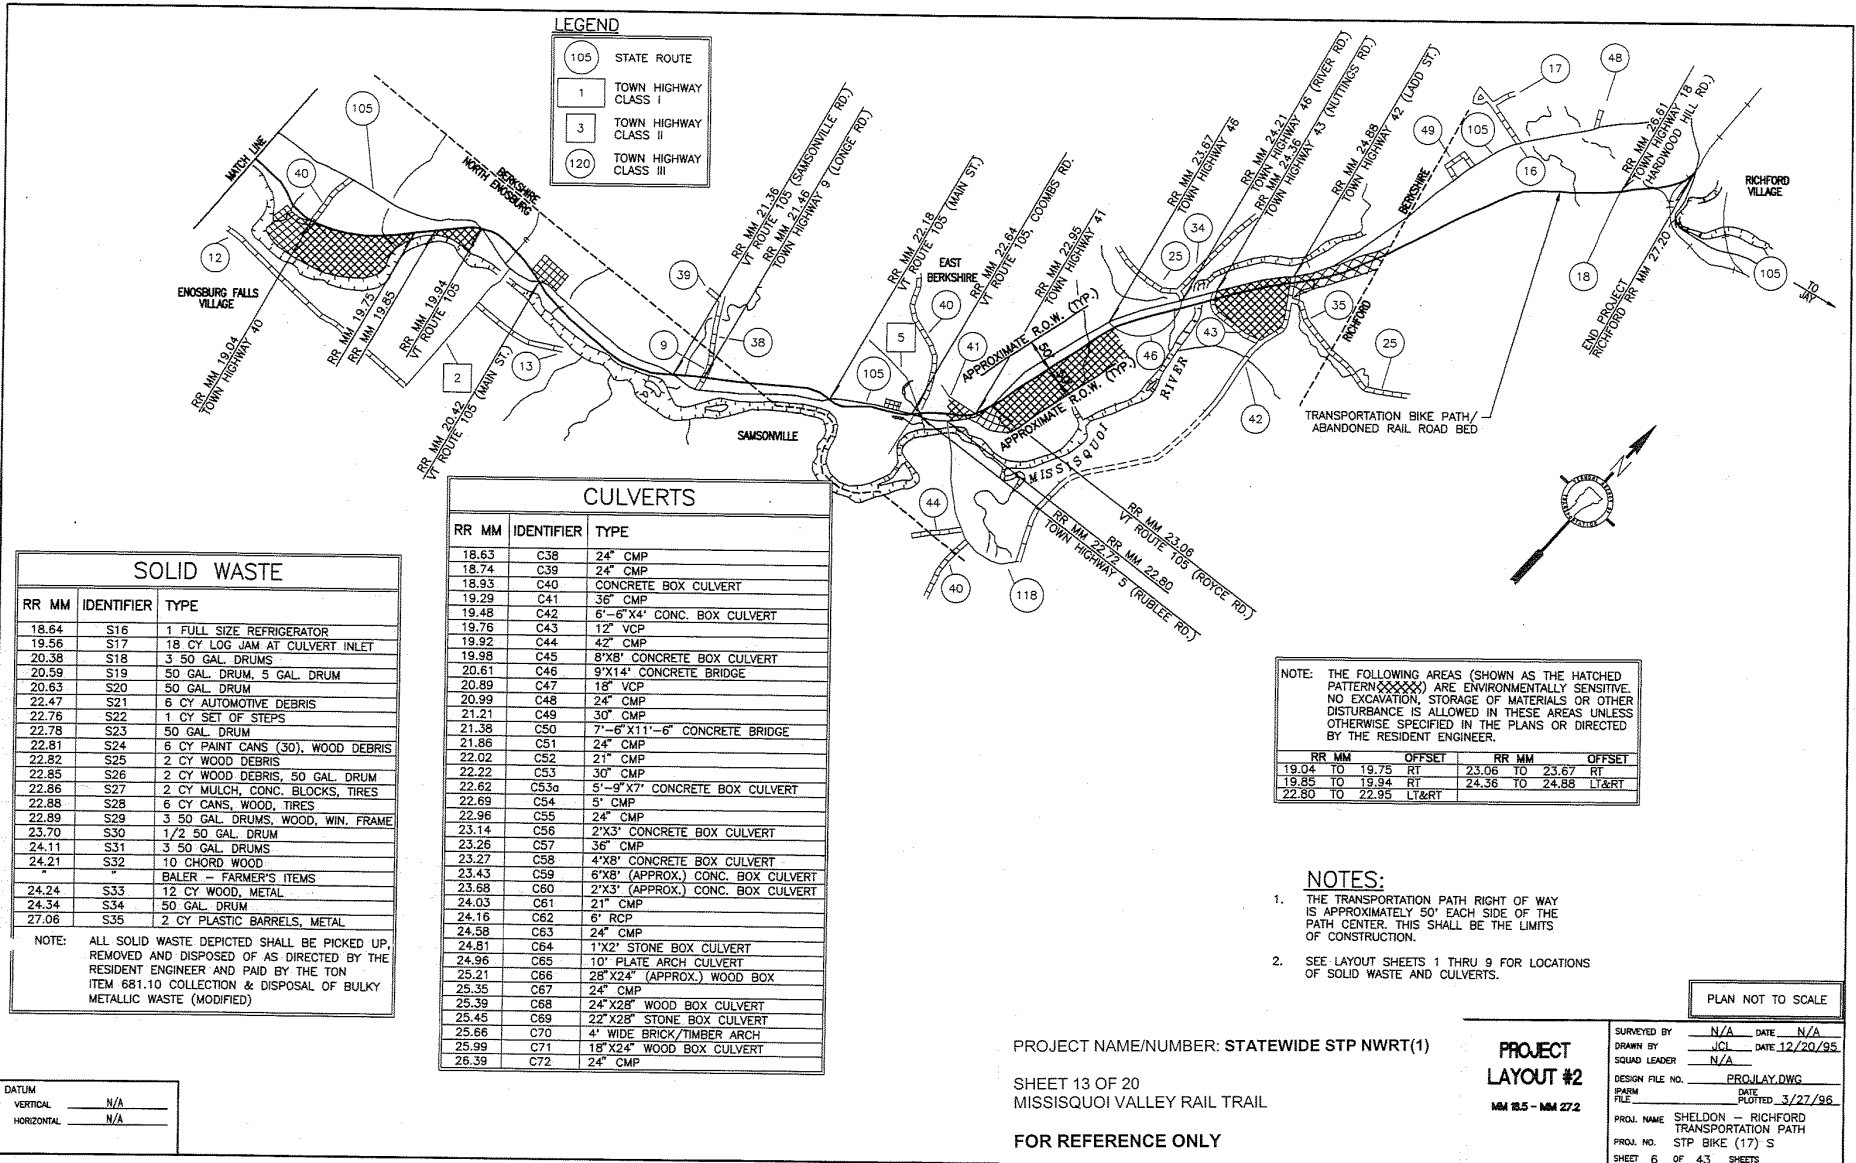 LEGEND
105 STATE ROUTE
1 TOWN HIGHWAY
CLASS I
3 TOWN HIGHWAY
CLASS II
120 TOWN HIGHWAY
CLASS III
MATCH LINE
105
40
12
ENOSBURG FALLS
VILLAGE
RR MM 19.04
TOWN HIGHWAY 40
RR MM 19.75
RR MM 19.85
RR MM 19.94
VT ROUTE 105
2
RR MM 20.42
VT ROUTE 105 (MAIN ST.)
13
BERKSHIRE
NORTH ENOSBURG
39
9
38
RR MM 21.36
VT ROUTE 105 (SAMSONVILLE RD.)
RR MM 21.46
TOWN HIGHWAY 9 (LONGE RD.)
SAMSONVILLE
RR MM 22.18
VT ROUTE 105 (MAIN ST.)
105
5
EAST
BERKSHIRE
40
41
RR MM 22.64
VT ROUTE 105, COOMBS RD.
RR MM 22.95
TOWN HIGHWAY 41
APPROXIMATE R.O.W. (TYP.)
50'
APPROXIMATE R.O.W. (TYP.)
MISSISQUOI
RIVER
RR MM 23.67
TOWN HIGHWAY 46
25
34
46
43
RR MM 24.21
TOWN HIGHWAY 46 (RIVER RD.)
RR MM 24.36
TOWN HIGHWAY 43 (NUTTINGS RD.)
RR MM 24.88
TOWN HIGHWAY 42 (LADD ST.)
35
25
42
BERKSHIRE
RICHFORD
49
105
17
48
16
18
RR MM 26.61
TOWN HIGHWAY 18
(HARDWOOD HILL RD.)
RICHFORD
VILLAGE
105
TO
JAY
END PROJECT
RICHFORD RR MM 27.20
TRANSPORTATION BIKE PATH/
ABANDONED RAIL ROAD BED
44
40
118
RR MM 23.06
VT ROUTE 105 (ROYCE RD.)
RR MM 22.80
RR MM 22.72
TOWN HIGHWAY 5 (RUBLEE RD.)
SOLID WASTE
RR MM IDENTIFIER TYPE
18.64 S16 1 FULL SIZE REFRIGERATOR
19.56 S17 18 CY LOG JAM AT CULVERT INLET
20.38 S18 3 50 GAL. DRUMS
20.59 S19 50 GAL. DRUM, 5 GAL. DRUM
20.63 S20 50 GAL. DRUM
22.47 S21 6 CY AUTOMOTIVE DEBRIS
22.76 S22 1 CY SET OF STEPS
22.78 S23 50 GAL. DRUM
22.81 S24 6 CY PAINT CANS (30), WOOD DEBRIS
22.82 S25 2 CY WOOD DEBRIS
22.85 S26 2 CY WOOD DEBRIS, 50 GAL. DRUM
22.86 S27 2 CY MULCH, CONC. BLOCKS, TIRES
22.88 S28 6 CY CANS, WOOD, TIRES
22.89 S29 3 50 GAL. DRUMS, WOOD, WIN. FRAME
23.70 S30 1/2 50 GAL. DRUM
24.11 S31 3 50 GAL. DRUMS
24.21 S32 10 CHORD WOOD
" " BALER – FARMER'S ITEMS
24.24 S33 12 CY WOOD, METAL
24.34 S34 50 GAL. DRUM
27.06 S35 2 CY PLASTIC BARRELS, METAL
NOTE: ALL SOLID WASTE DEPICTED SHALL BE PICKED UP,
REMOVED AND DISPOSED OF AS DIRECTED BY THE
RESIDENT ENGINEER AND PAID BY THE TON
ITEM 681.10 COLLECTION & DISPOSAL OF BULKY
METALLIC WASTE (MODIFIED)
CULVERTS
RR MM IDENTIFIER TYPE
18.63 C38 24" CMP
18.74 C39 24" CMP
18.93 C40 CONCRETE BOX CULVERT
19.29 C41 36" CMP
19.48 C42 6'–6"X4' CONC. BOX CULVERT
19.76 C43 12" VCP
19.92 C44 42" CMP
19.98 C45 8'X8' CONCRETE BOX CULVERT
20.61 C46 9'X14' CONCRETE BRIDGE
20.89 C47 18" VCP
20.99 C48 24" CMP
21.21 C49 30" CMP
21.38 C50 7'–6"X11'–6" CONCRETE BRIDGE
21.86 C51 24" CMP
22.02 C52 21" CMP
22.22 C53 30" CMP
22.62 C53a 5'–9"X7' CONCRETE BOX CULVERT
22.69 C54 5' CMP
22.96 C55 24" CMP
23.14 C56 2'X3' CONCRETE BOX CULVERT
23.26 C57 36" CMP
23.27 C58 4'X8' CONCRETE BOX CULVERT
23.43 C59 6'X8' (APPROX.) CONC. BOX CULVERT
23.68 C60 2'X3' (APPROX.) CONC. BOX CULVERT
24.03 C61 21" CMP
24.16 C62 6' RCP
24.58 C63 24" CMP
24.81 C64 1'X2' STONE BOX CULVERT
24.96 C65 10' PLATE ARCH CULVERT
25.21 C66 28"X24" (APPROX.) WOOD BOX
25.35 C67 24" CMP
25.39 C68 24"X28" WOOD BOX CULVERT
25.45 C69 22"X28" STONE BOX CULVERT
25.66 C70 4' WIDE BRICK/TIMBER ARCH
25.99 C71 18"X24" WOOD BOX CULVERT
26.39 C72 24" CMP
NOTE: THE FOLLOWING AREAS (SHOWN AS THE HATCHED
PATTERN) ARE ENVIRONMENTALLY SENSITIVE.
NO EXCAVATION, STORAGE OF MATERIALS OR OTHER
DISTURBANCE IS ALLOWED IN THESE AREAS UNLESS
OTHERWISE SPECIFIED IN THE PLANS OR DIRECTED
BY THE RESIDENT ENGINEER.
RR MM OFFSET RR MM OFFSET
19.04 TO 19.75 RT 23.06 TO 23.67 RT
19.85 TO 19.94 RT 24.36 TO 24.88 LT&RT
22.80 TO 22.95 LT&RT
NOTES:
1. THE TRANSPORTATION PATH RIGHT OF WAY
IS APPROXIMATELY 50' EACH SIDE OF THE
PATH CENTER. THIS SHALL BE THE LIMITS
OF CONSTRUCTION.
2. SEE LAYOUT SHEETS 1 THRU 9 FOR LOCATIONS
OF SOLID WASTE AND CULVERTS.
PLAN NOT TO SCALE
DATUM
VERTICAL N/A
HORIZONTAL N/A
PROJECT NAME/NUMBER: STATEWIDE STP NWRT(1)
SHEET 13 OF 20
MISSISQUOI VALLEY RAIL TRAIL
FOR REFERENCE ONLY
PROJECT
LAYOUT #2
MM 18.5 – MM 27.2
SURVEYED BY N/A DATE N/A
DRAWN BY JCL DATE 12/20/95
SQUAD LEADER N/A
DESIGN FILE NO. PROJLAY.DWG
IPARM
FILE
DATE
PLOTTED 3/27/96
PROJ. NAME SHELDON – RICHFORD
TRANSPORTATION PATH
PROJ. NO. STP BIKE (17) S
SHEET 6 OF 43 SHEETS